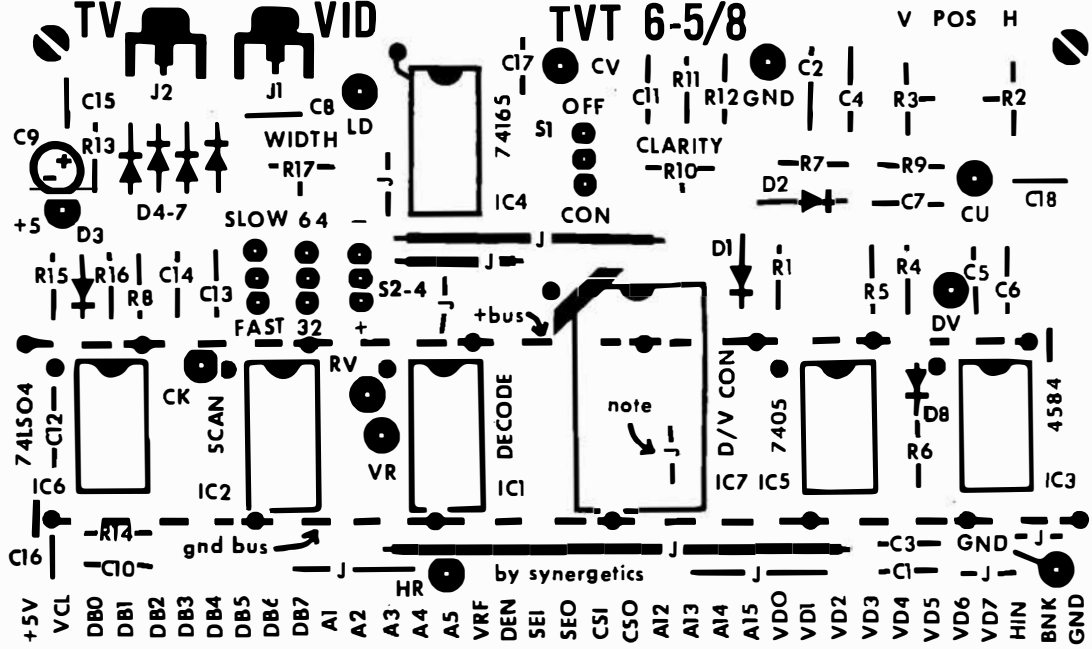 TV VID TVT 6-5/8 V POS H
J2 J1 C17 CV C2
C15 C8 LD 74165 OFF C11 R11 R12 GND C4 R3 R2
C9 R13 WIDTH S1 CLARITY
+ - R17 J IC4 R10 R7 R9
D2 C7 CU C18
+5 D4-7 CON
D3 SLOW 64 - J D1
R15 R16 R8 C14 C13 S2-4 J J R1 R5 R4 C5 C6
FAST 32 + +bus DV
74LS04 C12 CK SCAN RV DECODE note D/V CON 7405 D8 4584
VR J R6
IC6 IC2 IC1 IC7 IC5 IC3
R14 gnd bus J C3 GND J
C16 C10 J HR by synergetics J C1 J
+5V VCL DB0 DB1 DB2 DB3 DB4 DB5 DB6 DB7 A1 A2 A3 A4 A5 VRF DEN SEI SEO CSI CSO A12 A13 A14 A15 VD0 VD1 VD2 VD3 VD4 VD5 VD6 VD7 HIN BNK GND